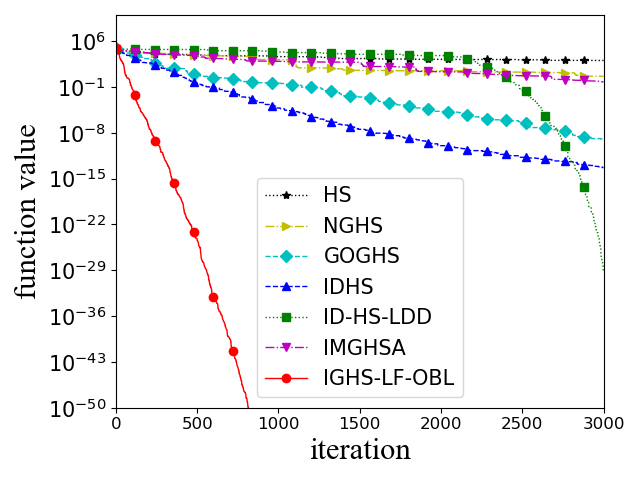 function value
10^6
10^-1
10^-8
10^-15
10^-22
10^-29
10^-36
10^-43
10^-50
HS
NGHS
GOGHS
IDHS
ID-HS-LDD
IMGHSA
IGHS-LF-OBL
0 500 1000 1500 2000 2500 3000
iteration